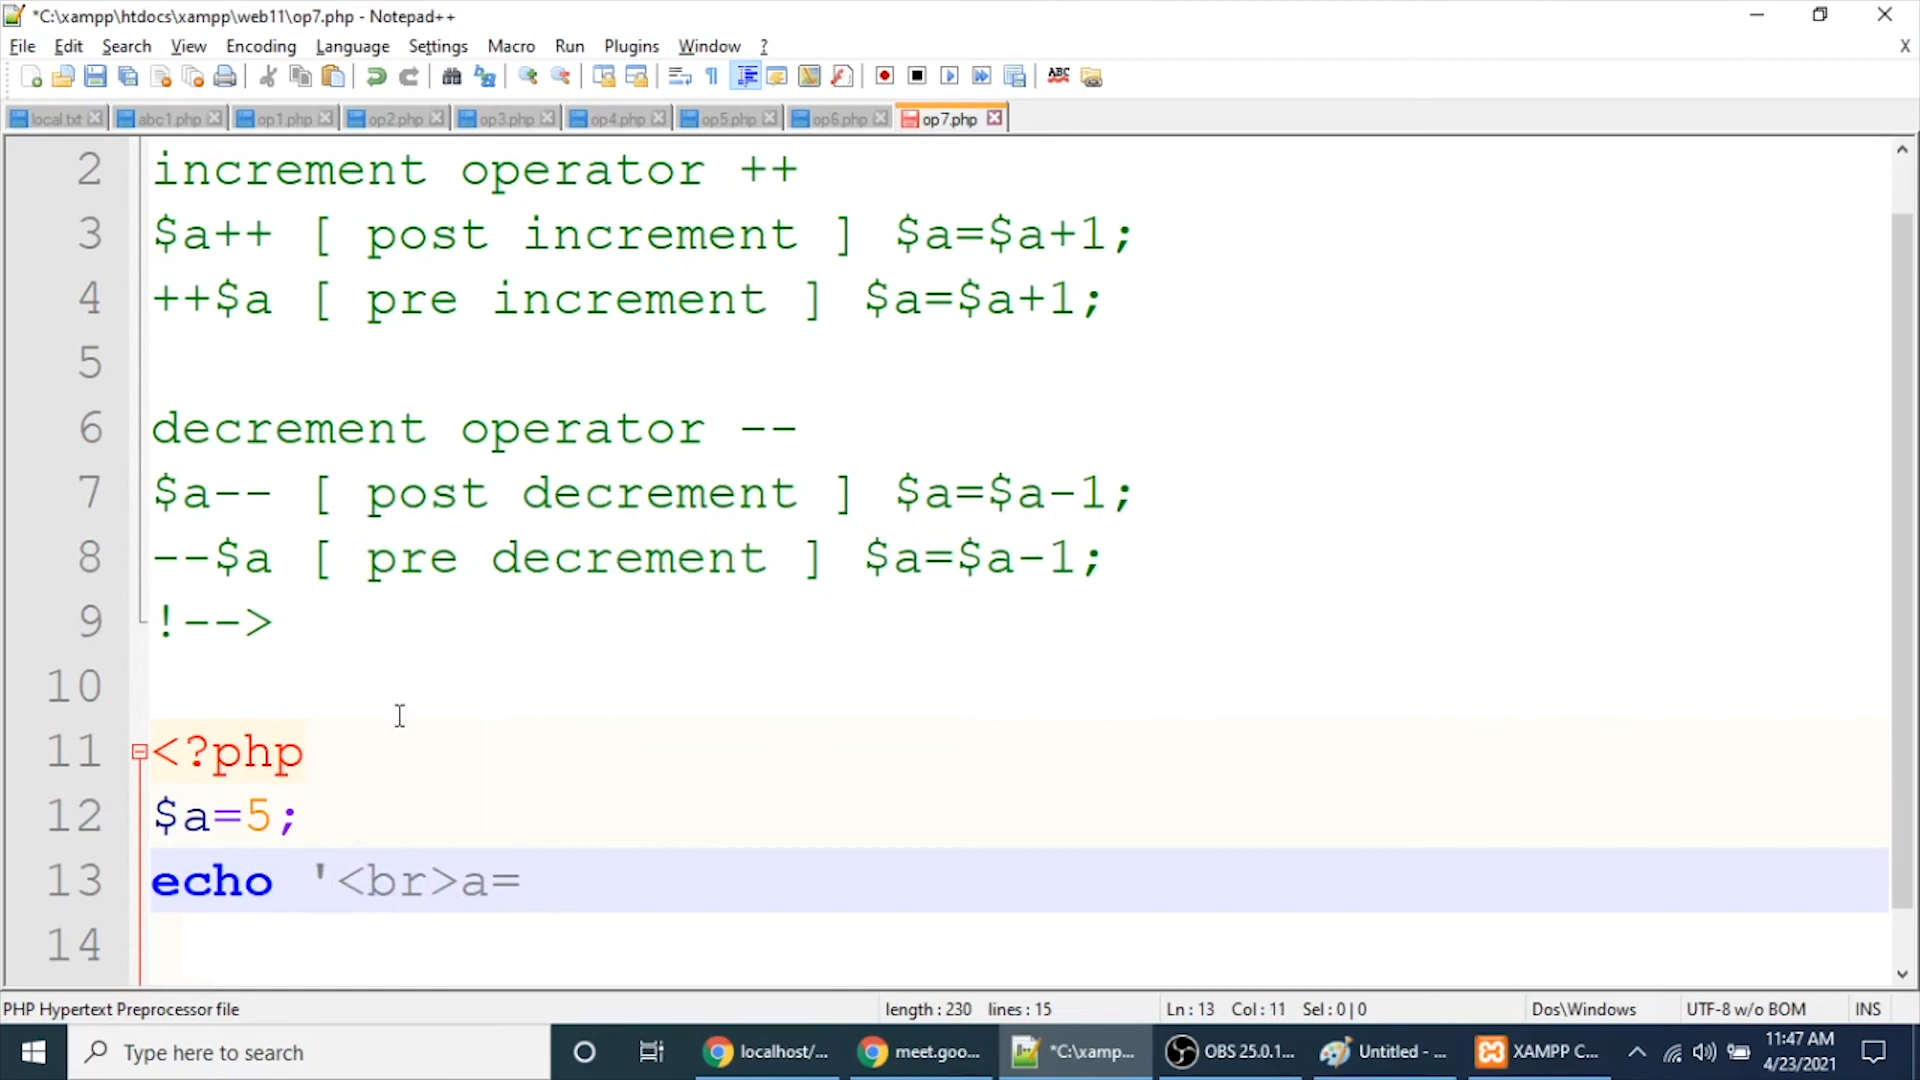 *C:\xampp\htdocs\xampp\web11\op7.php - Notepad++
File Edit Search View Encoding Language Settings Macro Run Plugins Window ? X
local.txt abc1.php op1.php op2.php op3.php op4.php op5.php op6.php op7.php
2 increment operator ++
3 $a++ [ post increment ] $a=$a+1;
4 ++$a [ pre increment ] $a=$a+1;
5
6 decrement operator --
7 $a-- [ post decrement ] $a=$a-1;
8 --$a [ pre decrement ] $a=$a-1;
9 !-->
10
11 <?php
12 $a=5;
13 echo '<br>a=
14
PHP Hypertext Preprocessor file length : 230 lines : 15 Ln : 13 Col : 11 Sel : 0 | 0 Dos\Windows UTF-8 w/o BOM INS
Type here to search localhost/... meet.goo... *C:\xamp... OBS 25.0.1... Untitled - ... XAMPP C... 11:47 AM
4/23/2021